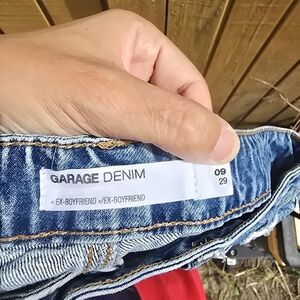 GARAGE DENIM
«EX-BOYFRIEND »/EX-BOYFRIEND
09
29